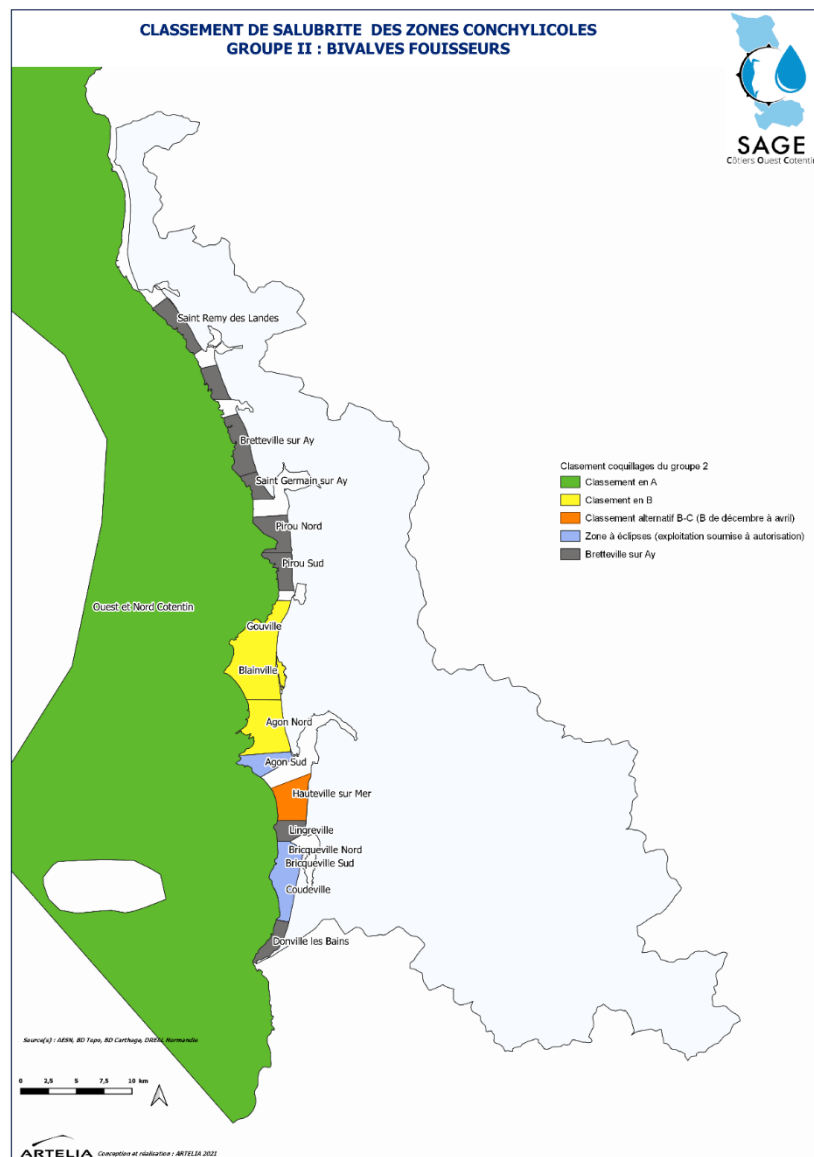 CLASSEMENT DE SALUBRITE DES ZONES CONCHYLICOLES
GROUPE II : BIVALVES FOUISSEURS
SAGE
Côtiers Ouest Cotentin
Saint Remy des Landes
Bretteville sur Ay
Saint Germain sur Ay
Pirou Nord
Pirou Sud
Ouest et Nord Cotentin
Gouville
Blainville
Agon Nord
Agon Sud
Hauteville sur Mer
Lingreville
Bricqueville Nord
Bricqueville Sud
Coudeville
Donville les Bains
Clasement coquillages du groupe 2
Classement en A
Clasement en B
Classement alternatif B-C (B de décembre à avril)
Zone à éclipses (exploitation soumise à autorisation)
Bretteville sur Ay
Source(s) : AESN, BD Topo, BD Carthage, DREAL Normandie
0 2,5 5 7,5 10 km
ARTELIA Conception et réalisation : ARTELIA 2021